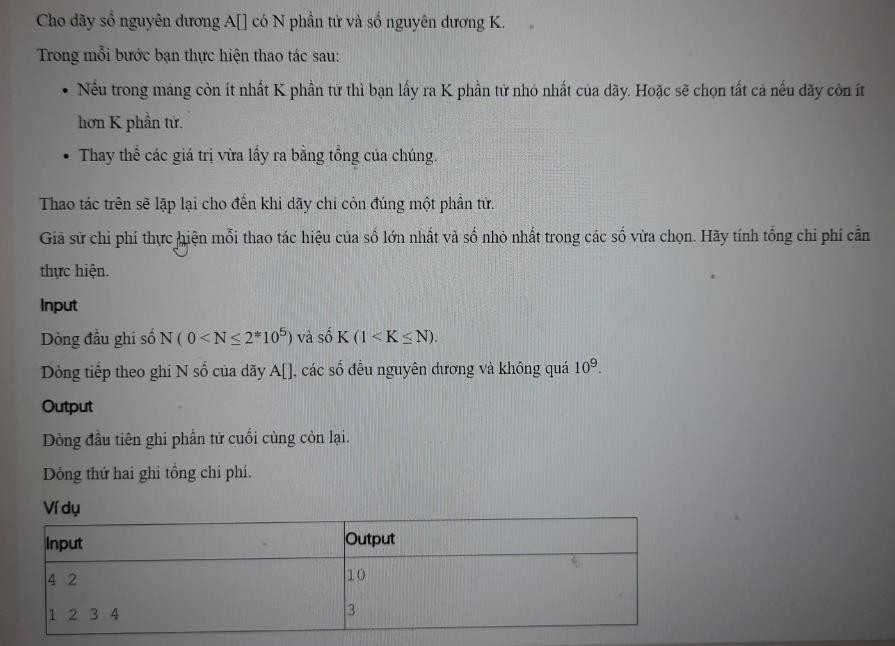 Cho dãy số nguyên dương A[] có N phần tử và số nguyên dương K.
Trong mỗi bước bạn thực hiện thao tác sau:
• Nếu trong mảng còn ít nhất K phần tử thì bạn lấy ra K phần tử nhỏ nhất của dãy. Hoặc sẽ chọn tất cả nếu dãy còn ít
hơn K phần tử.
• Thay thế các giá trị vừa lấy ra bằng tổng của chúng.
Thao tác trên sẽ lặp lại cho đến khi dãy chỉ còn đúng một phần tử.
Giả sử chi phí thực hiện mỗi thao tác hiệu của số lớn nhất và số nhỏ nhất trong các số vừa chọn. Hãy tính tổng chi phí cần
thực hiện.
Input
Dòng đầu ghi số N ( 0 < N ≤ 2*10⁵) và số K (1 < K ≤ N).
Dòng tiếp theo ghi N số của dãy A[], các số đều nguyên dương và không quá 10⁹.
Output
Dòng đầu tiên ghi phần tử cuối cùng còn lại.
Dòng thứ hai ghi tổng chi phí.
Ví dụ
Input Output
4 2 10
1 2 3 4 3